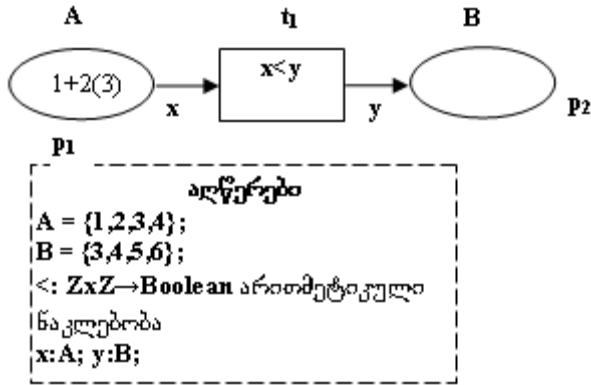 A t₁ B
1+2(3) x<y
x y p₂
p₁
აღწერები
A = {1,2,3,4};
B = {3,4,5,6};
<: ZxZ→Boolean არითმეტიკული
ნაკლებობა
x:A; y:B;